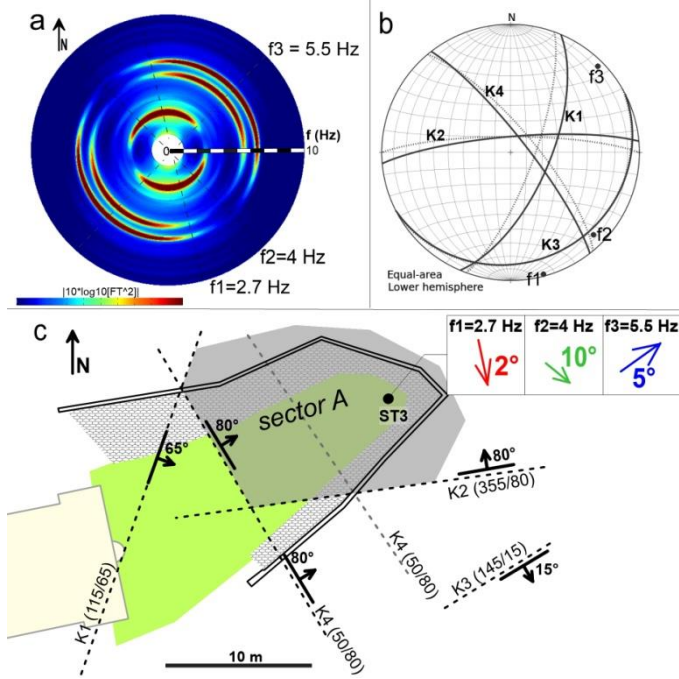 a
N
f3 = 5.5 Hz
f (Hz)
0
10
f2=4 Hz
f1=2.7 Hz
|10*log10[FT^2]|
b
N
f3
K4
K1
K2
K3
f2
f1
Equal-area
Lower hemisphere
c
N
f1=2.7 Hz
f2=4 Hz
f3=5.5 Hz
2°
10°
5°
sector A
ST3
80°
65°
80°
K2 (355/80)
K4 (50/80)
K3 (145/15)
15°
80°
K1 (115/65)
K4 (50/80)
10 m